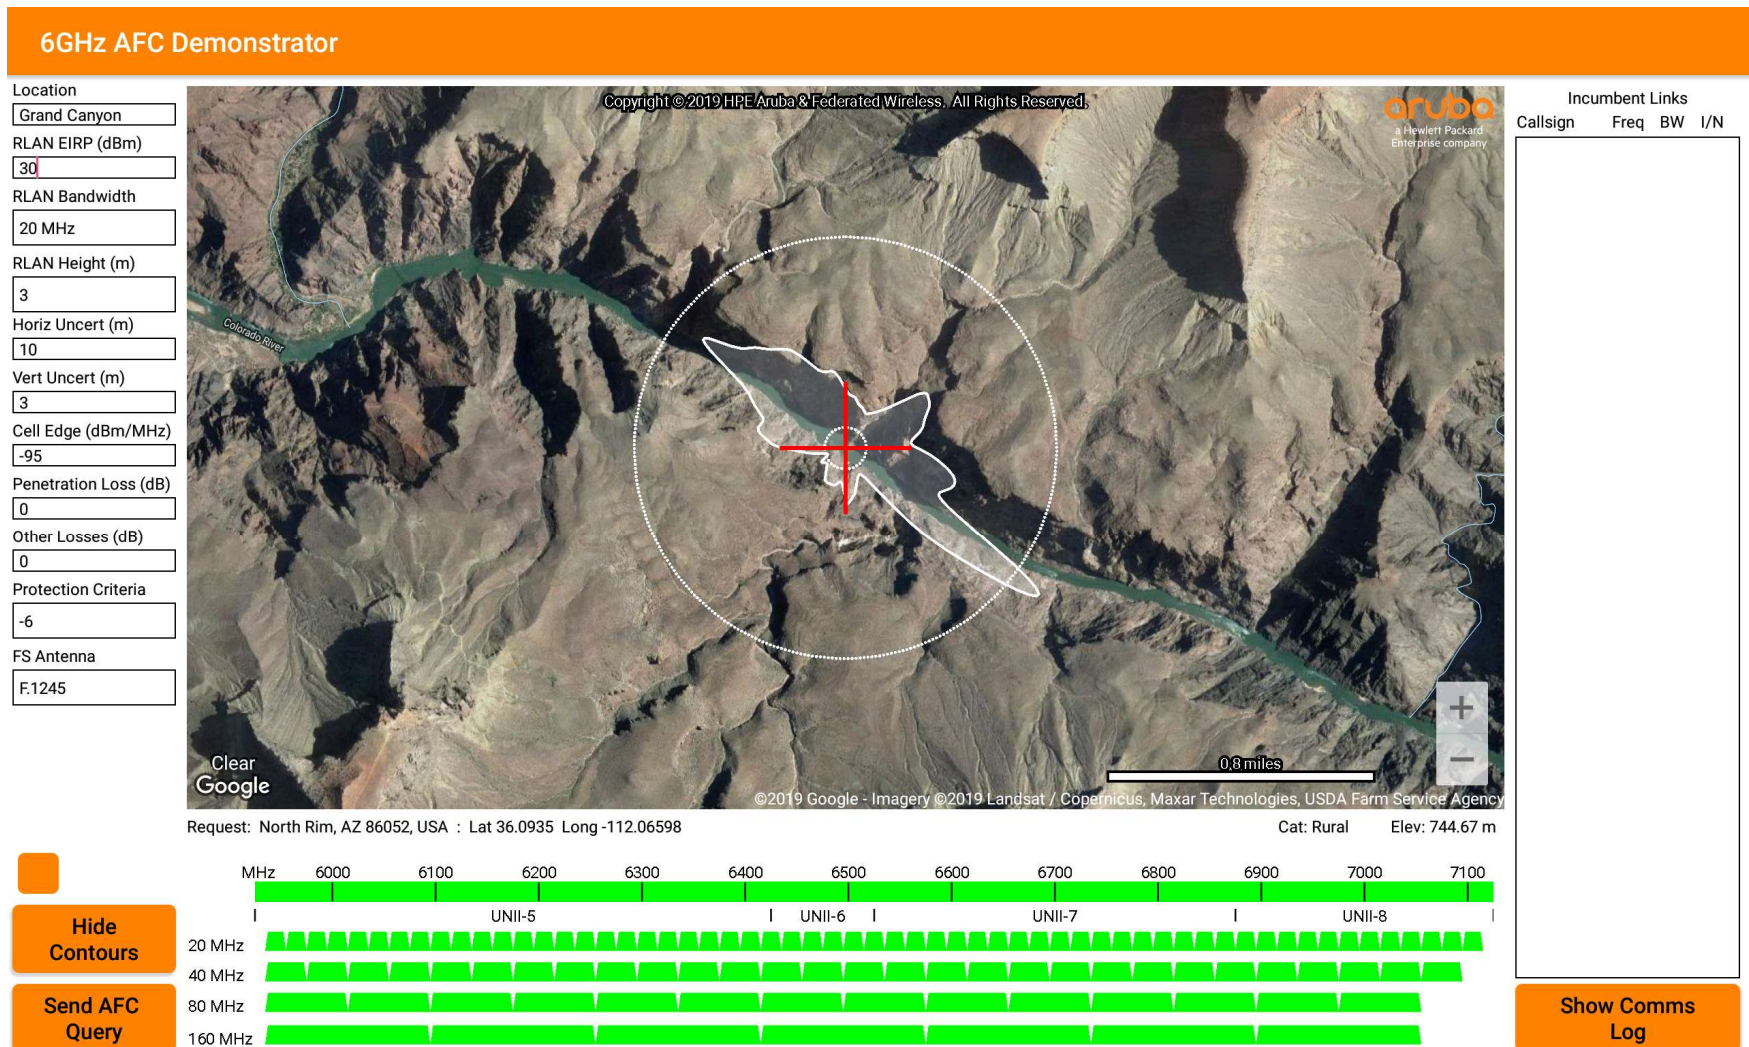 6GHz AFC Demonstrator
Location
Grand Canyon
RLAN EIRP (dBm)
30
RLAN Bandwidth
20 MHz
RLAN Height (m)
3
Horiz Uncert (m)
10
Vert Uncert (m)
3
Cell Edge (dBm/MHz)
-95
Penetration Loss (dB)
0
Other Losses (dB)
0
Protection Criteria
-6
FS Antenna
F.1245
Copyright © 2019 HPE Aruba & Federated Wireless. All Rights Reserved.
aruba
a Hewlett Packard
Enterprise company
Colorado River
Clear
Google
0.8 miles
+
−
©2019 Google - Imagery ©2019 Landsat / Copernicus, Maxar Technologies, USDA Farm Service Agency
Incumbent Links
Callsign Freq BW I/N
Request: North Rim, AZ 86052, USA : Lat 36.0935 Long -112.06598 Cat: Rural Elev: 744.67 m
MHz 6000 6100 6200 6300 6400 6500 6600 6700 6800 6900 7000 7100
UNII-5 UNII-6 UNII-7 UNII-8
20 MHz
40 MHz
80 MHz
160 MHz
Hide
Contours
Send AFC
Query
Show Comms
Log